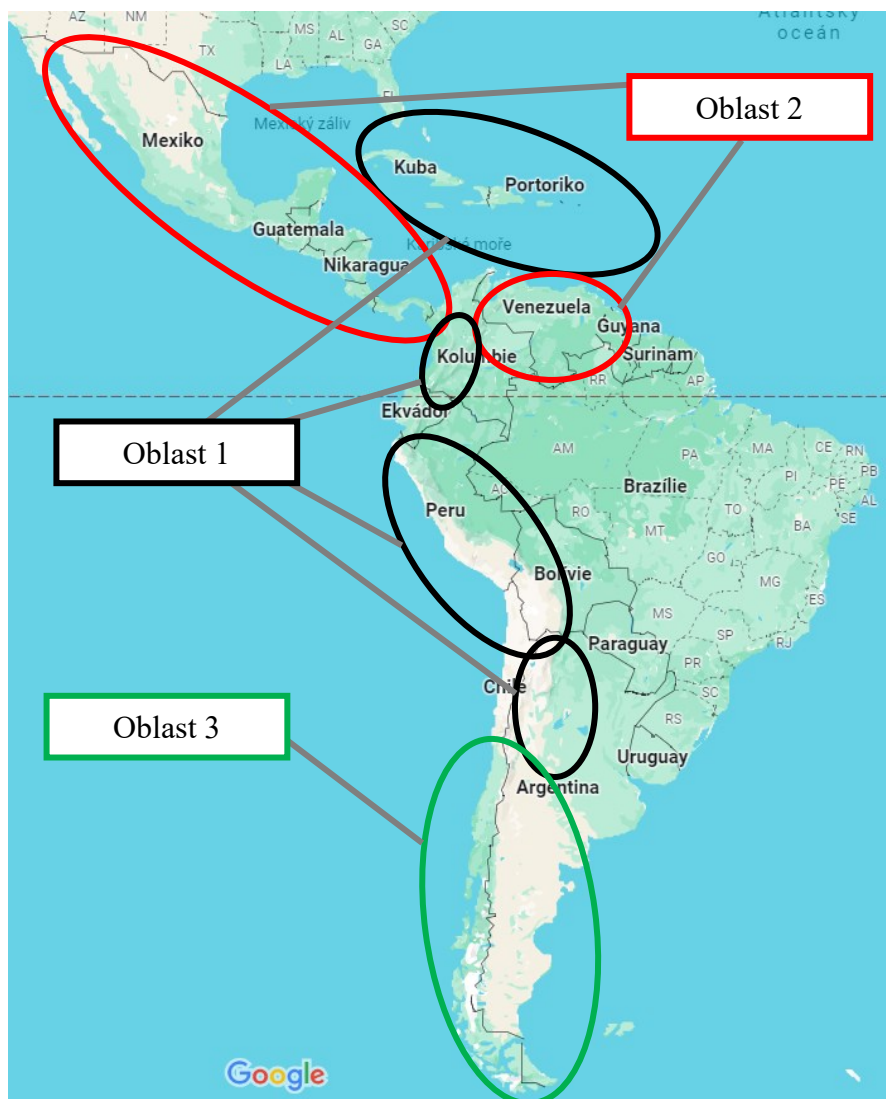 Atlantský
oceán
AZ
NM
TX
MS
AL
SC
GA
LA
FL
Oblast 2
Mexický záliv
Mexiko
Kuba
Portoriko
Guatemala
Karibské moře
Nikaragua
Venezuela
Guyana
Kolumbie
Surinam
RR
AP
Ekvádor
Oblast 1
AM
PA
MA
CE
RN
PB
PI
PE
AL
AC
Peru
Brazílie
TO
SE
RO
BA
MT
GO
Bolívie
MG
MS
ES
Paraguay
SP
RJ
PR
Chile
SC
Oblast 3
RS
Uruguay
Argentina
Google